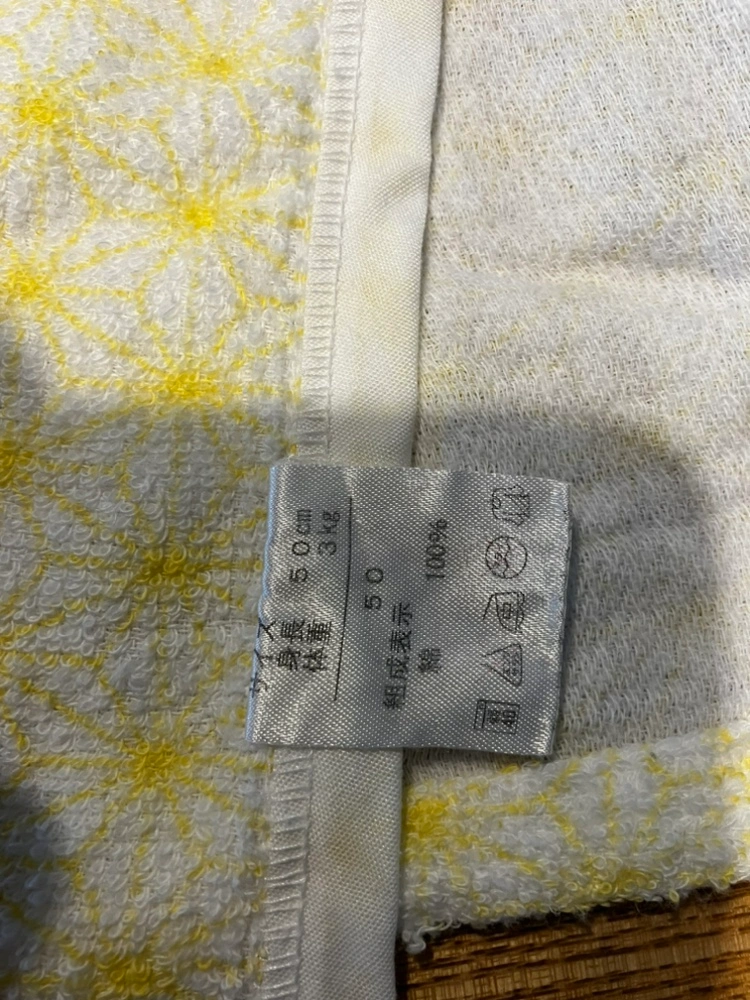 サイズ
身長 50cm
体重 3kg
50
組成表示
綿 100%